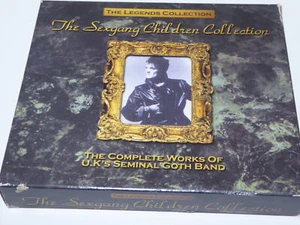 THE LEGENDS COLLECTION
The Sexgang Children Collection
THE COMPLETE WORKS OF
U.K's SEMINAL GOTH BAND
The Sexgang Children Collection